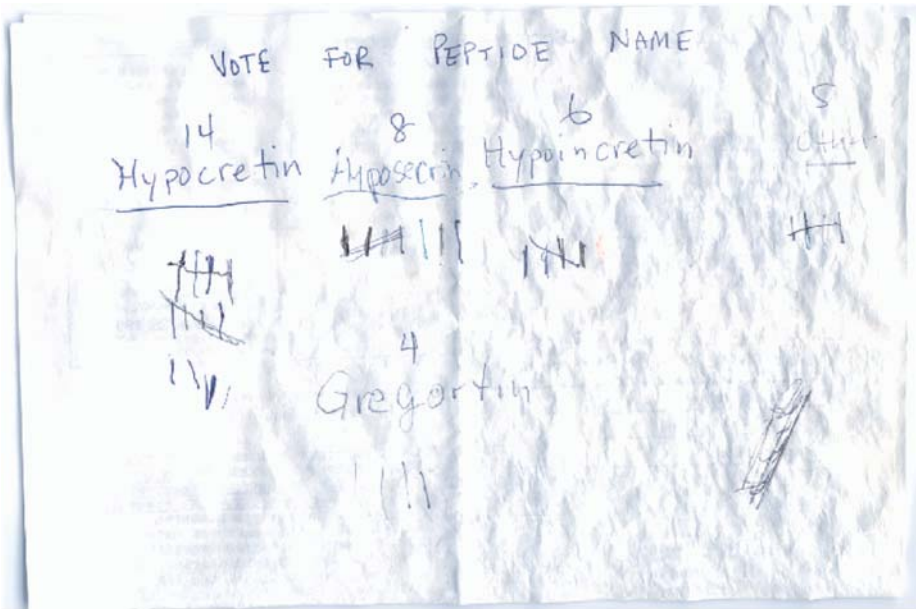 VOTE FOR PEPTIDE NAME
14 8 6 5
Hypocretin Hyposecrin Hypoincretin Other
4
Gregortin